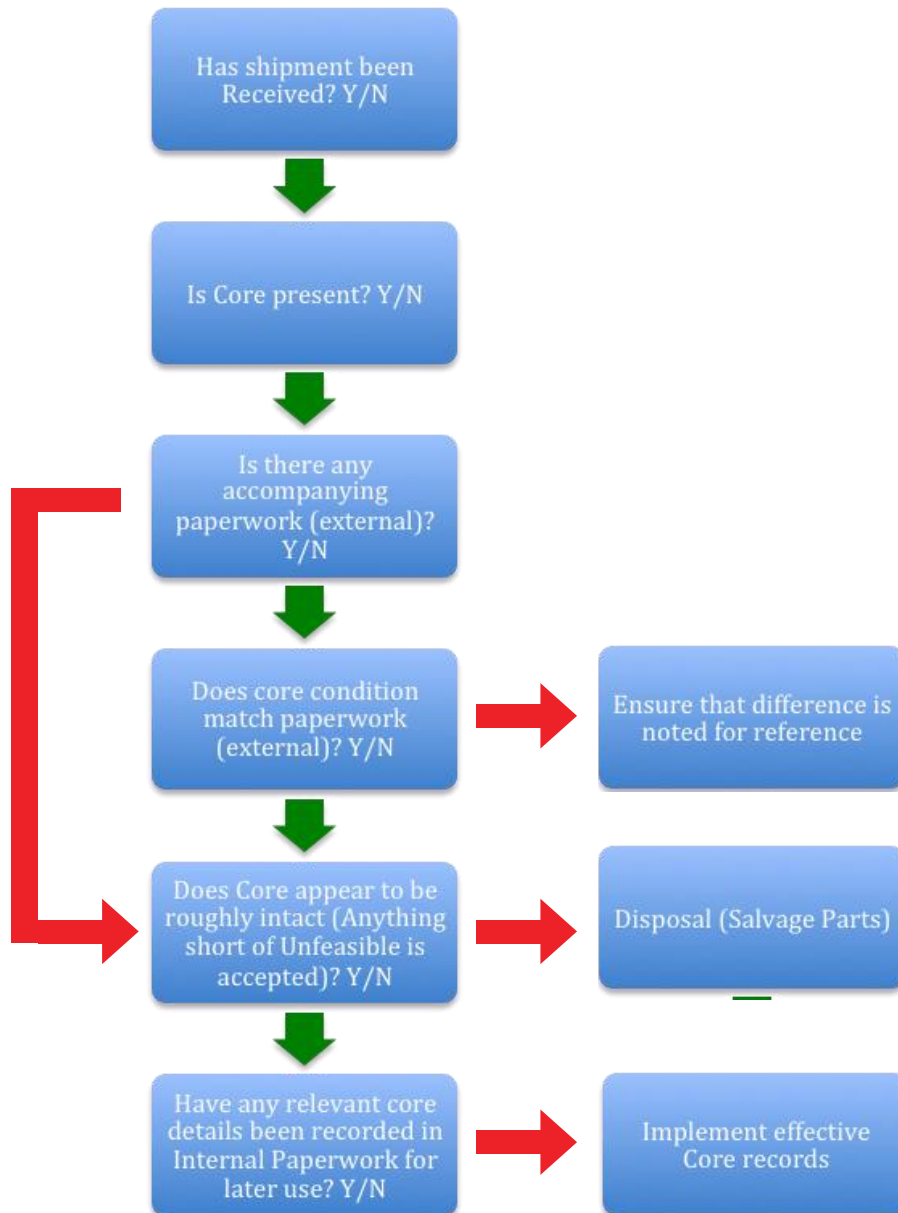 Has shipment been
Received? Y/N
Is Core present? Y/N
Is there any
accompanying
paperwork (external)?
Y/N
Does core condition
match paperwork
(external)? Y/N
Ensure that difference is
noted for reference
Does Core appear to be
roughly intact (Anything
short of Unfeasible is
accepted)? Y/N
Disposal (Salvage Parts)
Have any relevant core
details been recorded in
Internal Paperwork for
later use? Y/N
Implement effective
Core records